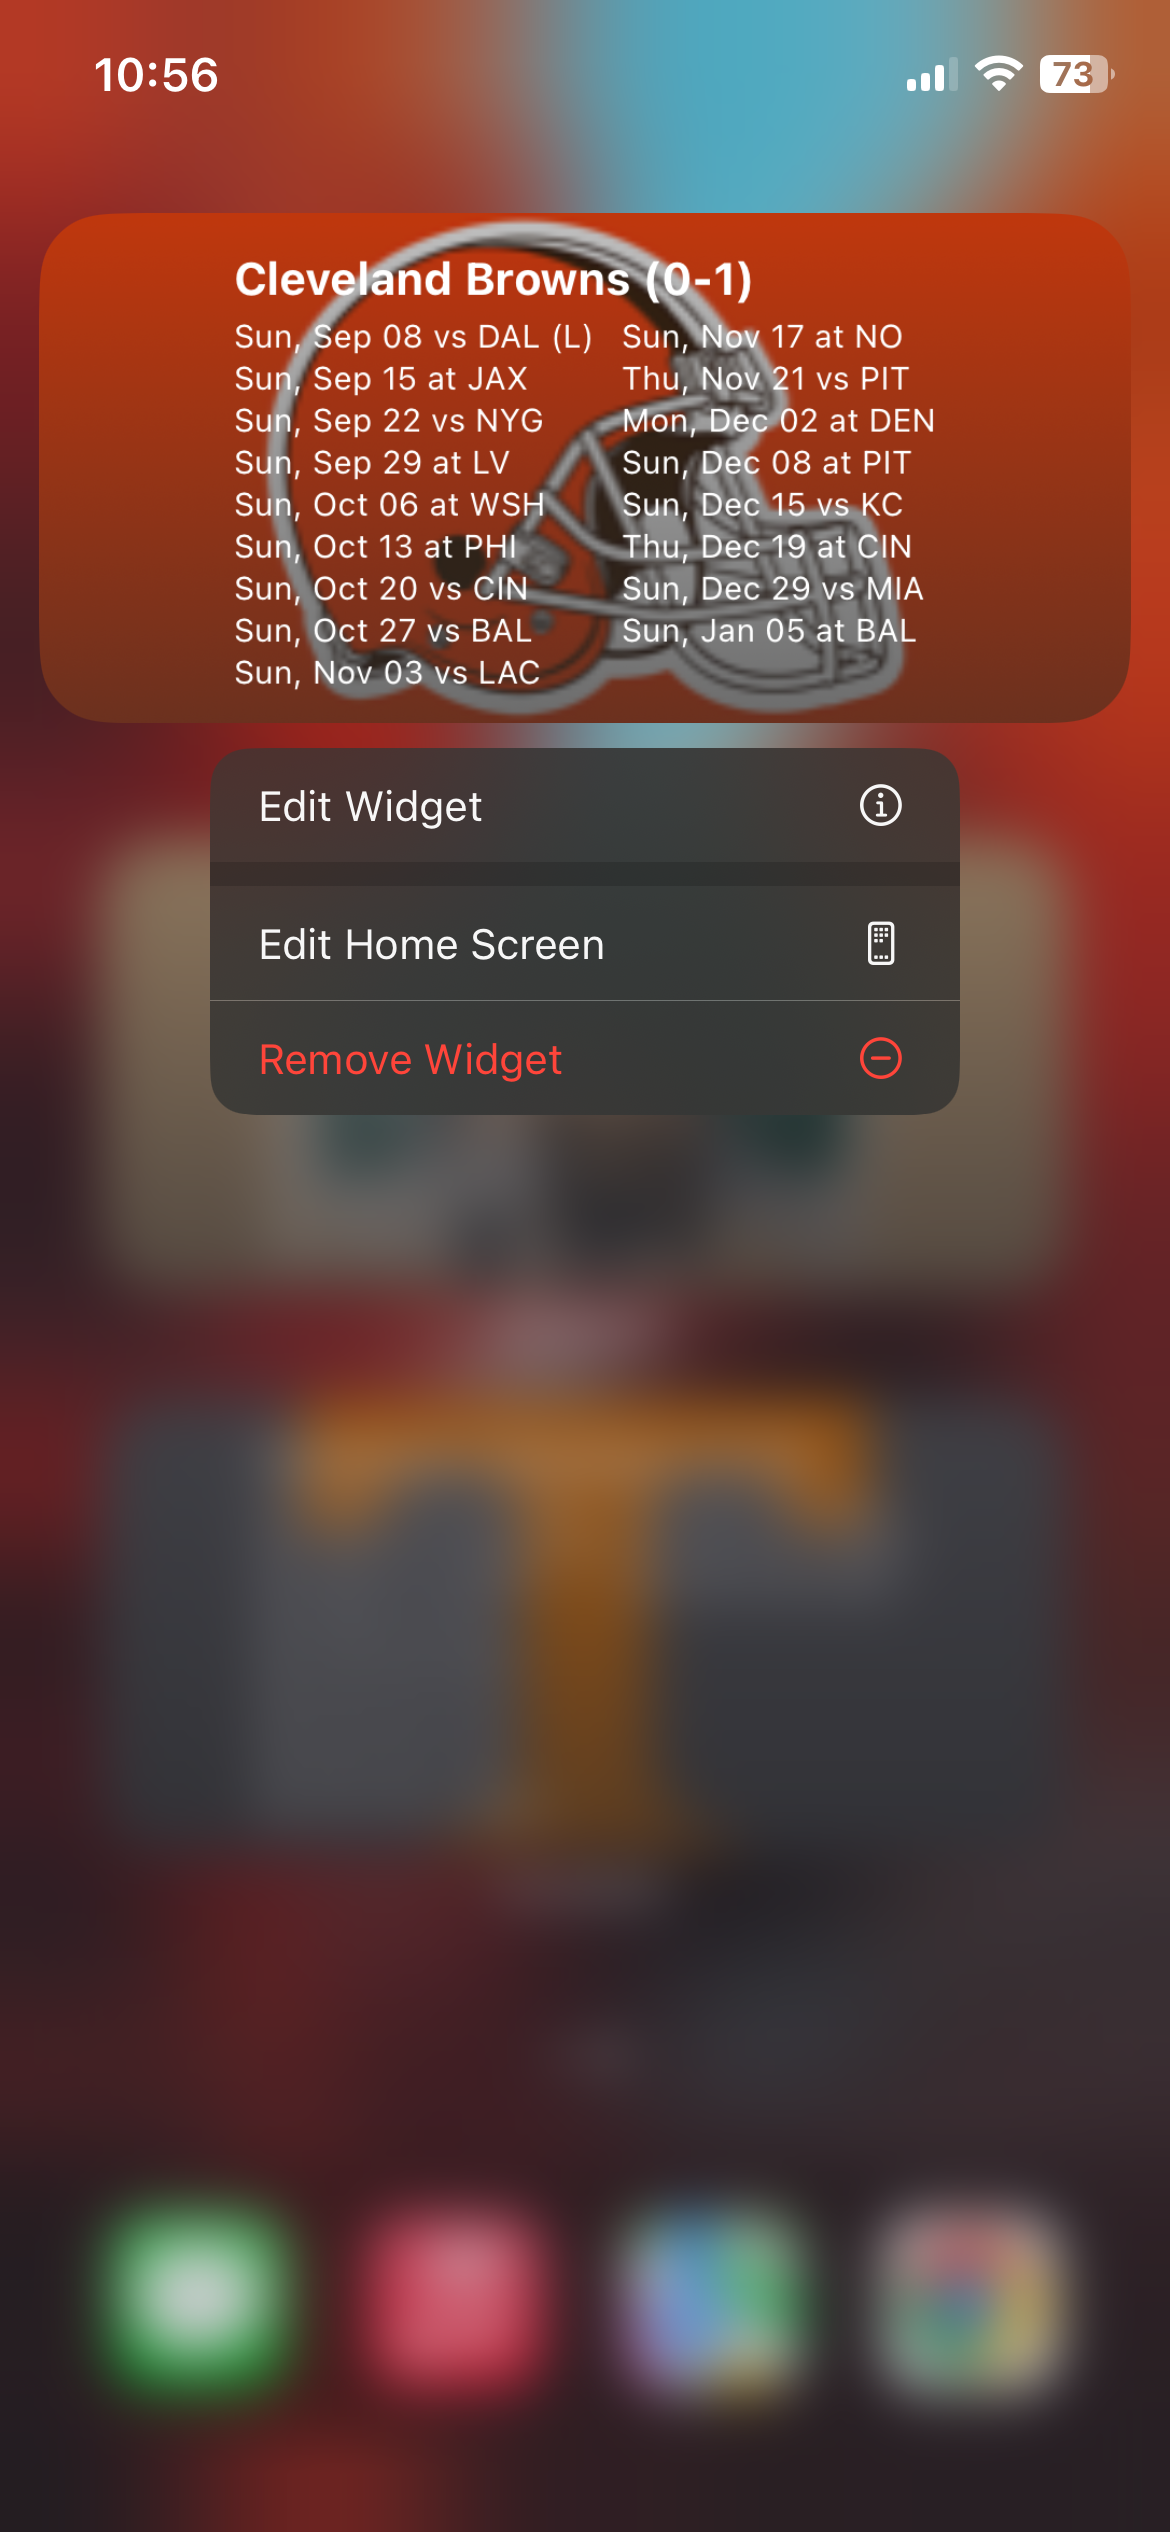 10:56
73
Cleveland Browns (0-1)
Sun, Sep 08 vs DAL (L)
Sun, Sep 15 at JAX
Sun, Sep 22 vs NYG
Sun, Sep 29 at LV
Sun, Oct 06 at WSH
Sun, Oct 13 at PHI
Sun, Oct 20 vs CIN
Sun, Oct 27 vs BAL
Sun, Nov 03 vs LAC
Sun, Nov 17 at NO
Thu, Nov 21 vs PIT
Mon, Dec 02 at DEN
Sun, Dec 08 at PIT
Sun, Dec 15 vs KC
Thu, Dec 19 at CIN
Sun, Dec 29 vs MIA
Sun, Jan 05 at BAL
Edit Widget
Edit Home Screen
Remove Widget